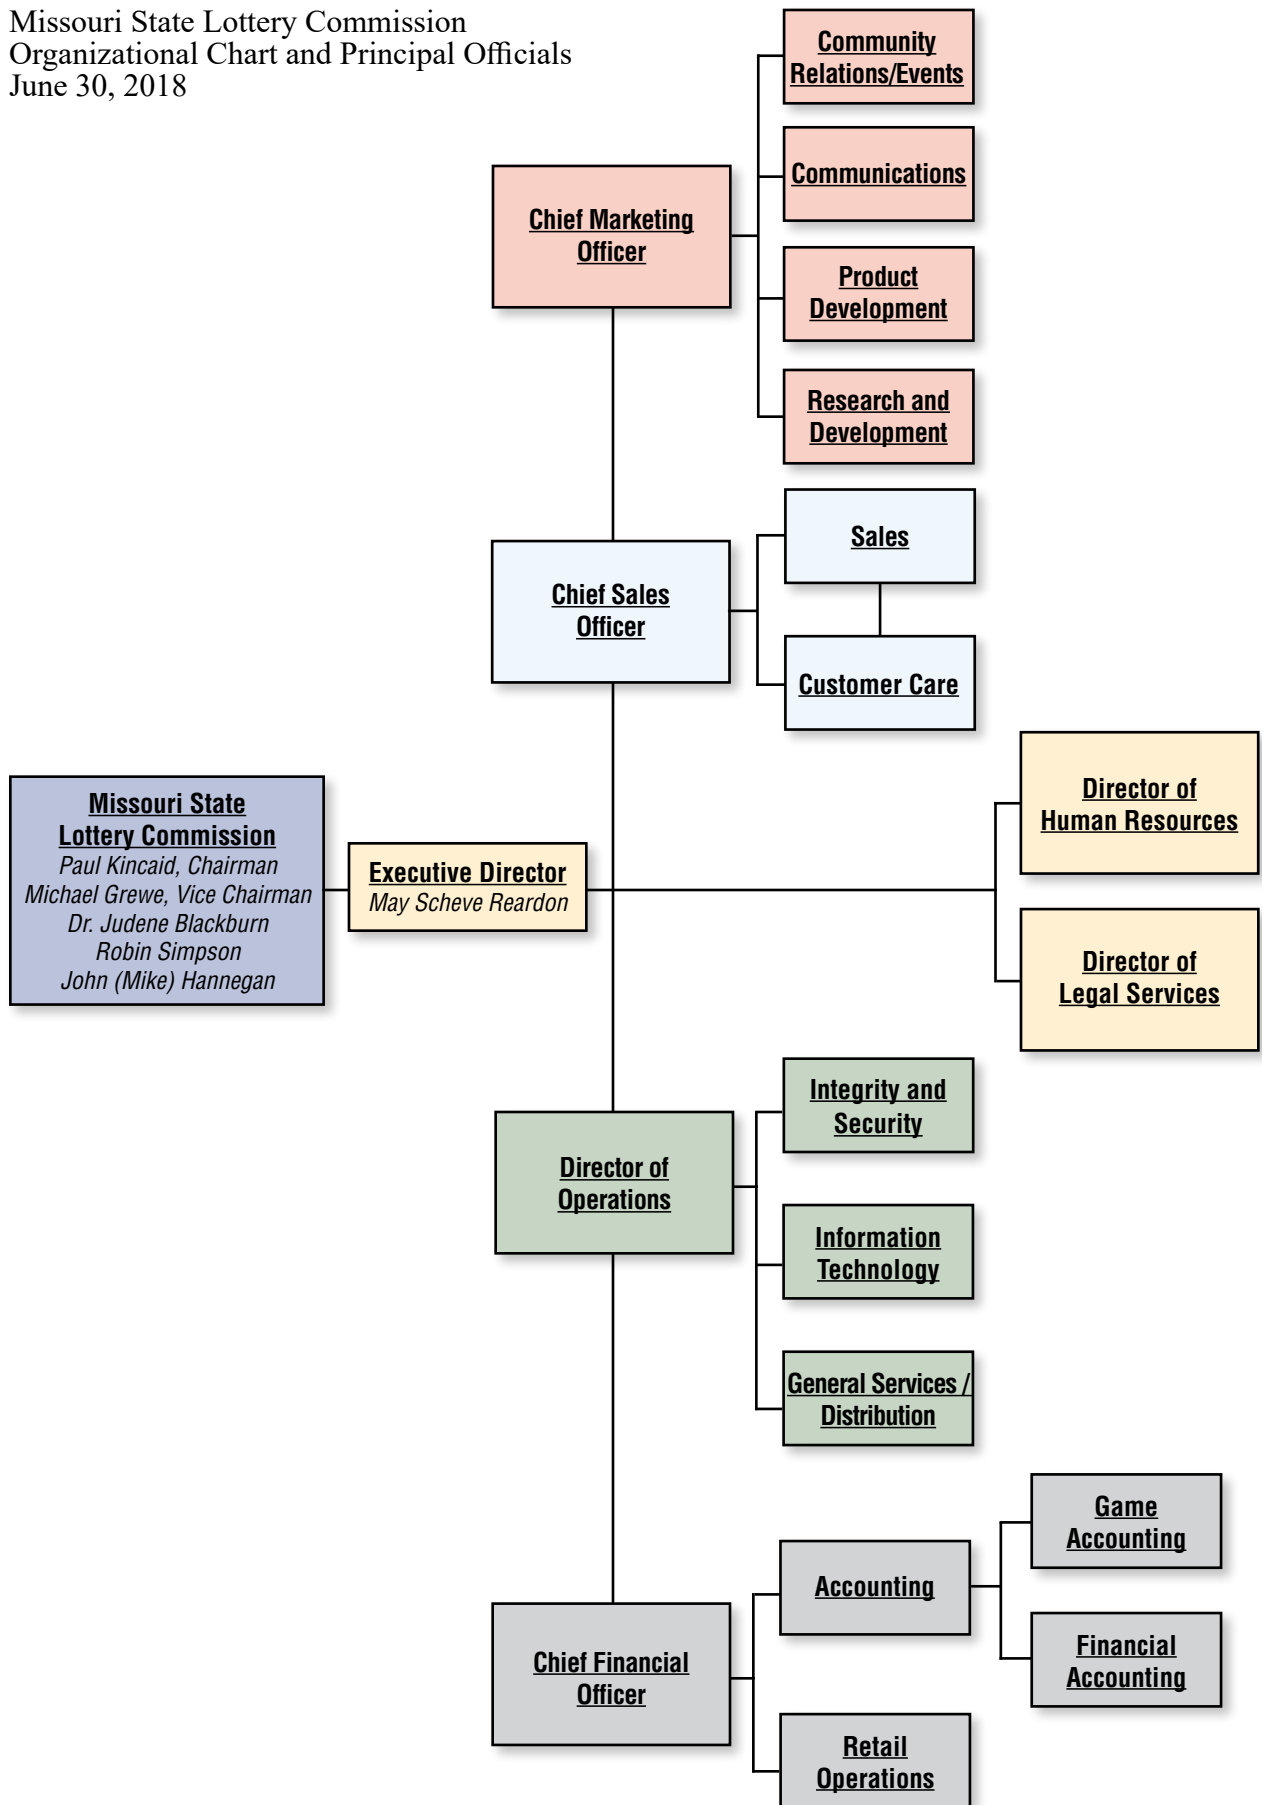 Missouri State Lottery Commission
Organizational Chart and Principal Officials
June 30, 2018
Community
Relations/Events
Communications
Chief Marketing
Officer
Product
Development
Research and
Development
Sales
Chief Sales
Officer
Customer Care
Missouri State
Lottery Commission
Paul Kincaid, Chairman
Michael Grewe, Vice Chairman
Dr. Judene Blackburn
Robin Simpson
John (Mike) Hannegan
Executive Director
May Scheve Reardon
Director of
Human Resources
Director of
Legal Services
Integrity and
Security
Director of
Operations
Information
Technology
General Services /
Distribution
Game
Accounting
Accounting
Financial
Accounting
Chief Financial
Officer
Retail
Operations